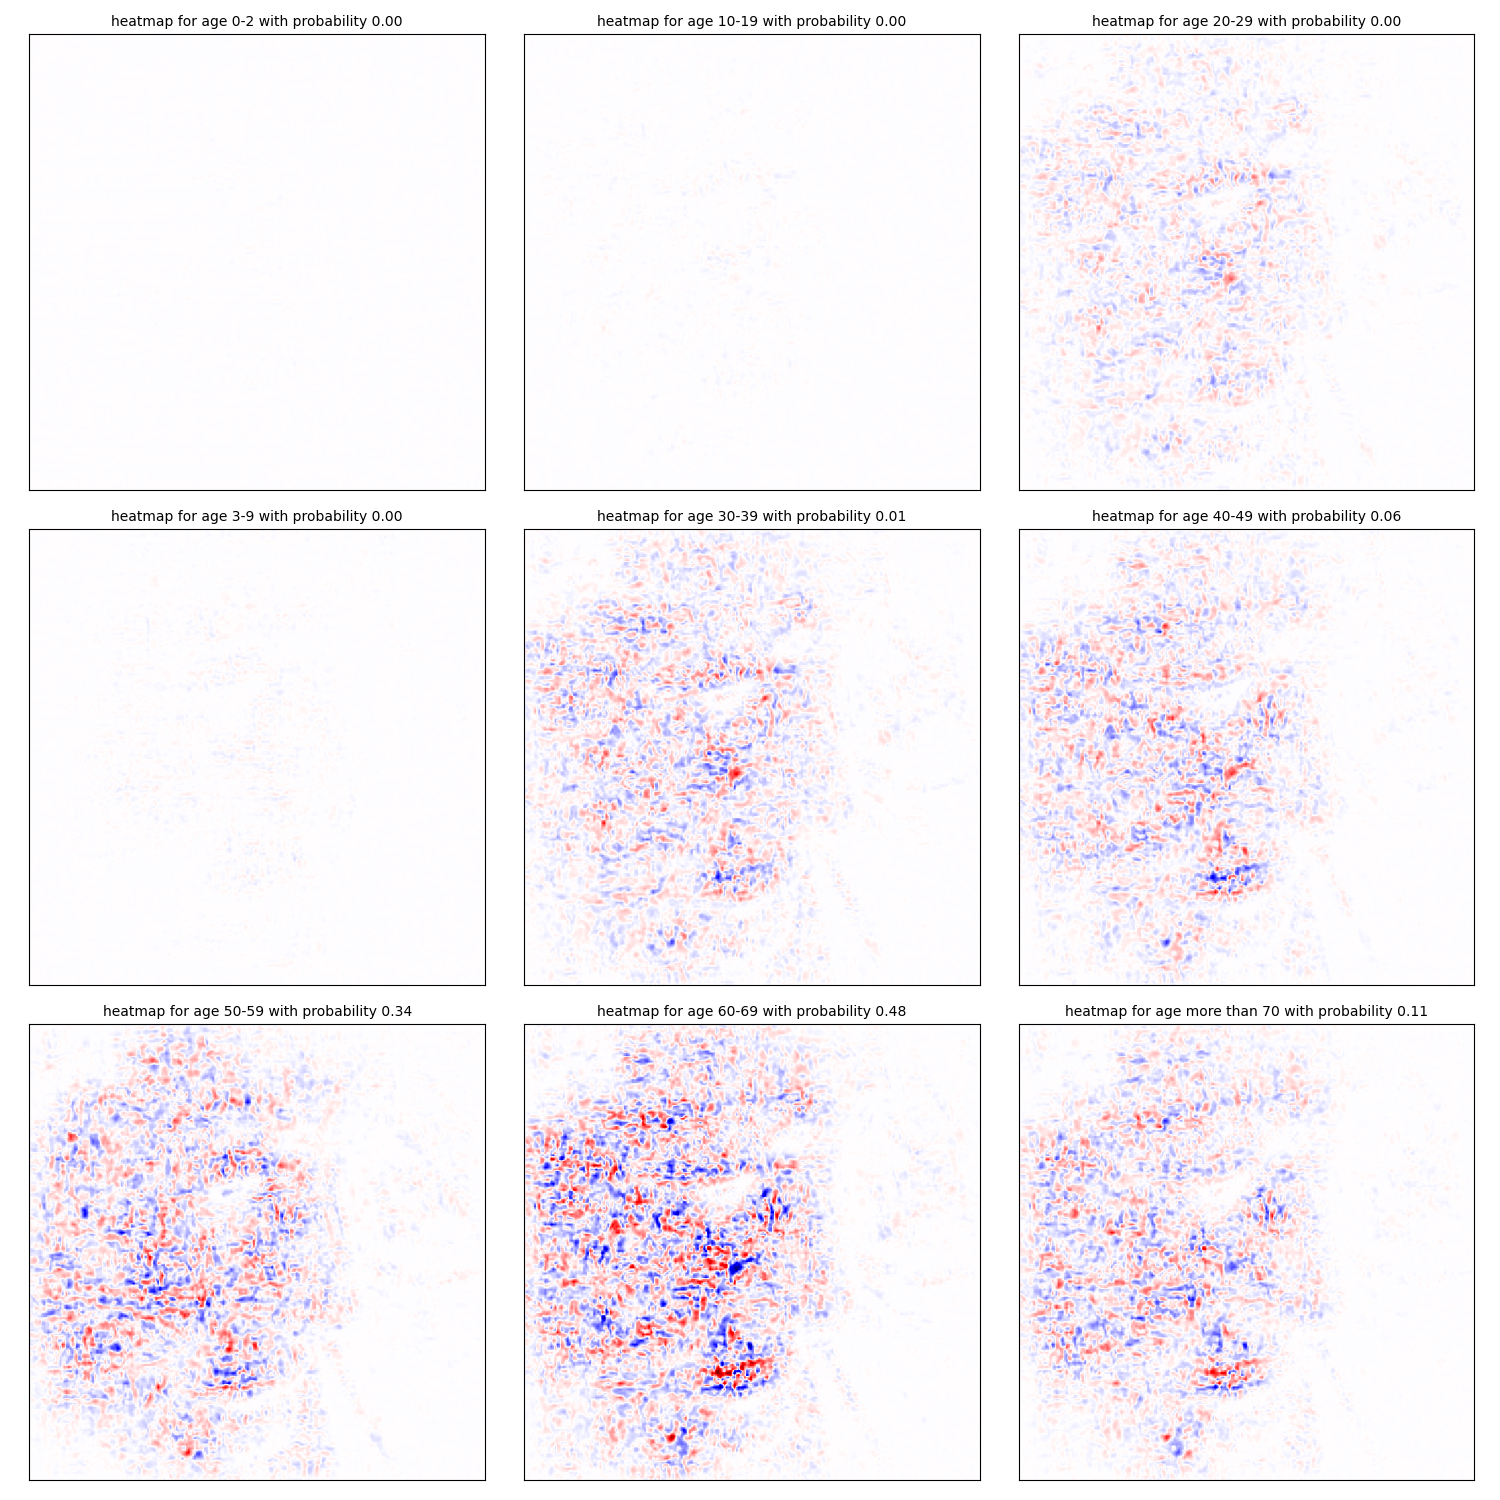 heatmap for age 0-2 with probability 0.00
heatmap for age 10-19 with probability 0.00
heatmap for age 20-29 with probability 0.00
heatmap for age 3-9 with probability 0.00
heatmap for age 30-39 with probability 0.01
heatmap for age 40-49 with probability 0.06
heatmap for age 50-59 with probability 0.34
heatmap for age 60-69 with probability 0.48
heatmap for age more than 70 with probability 0.11